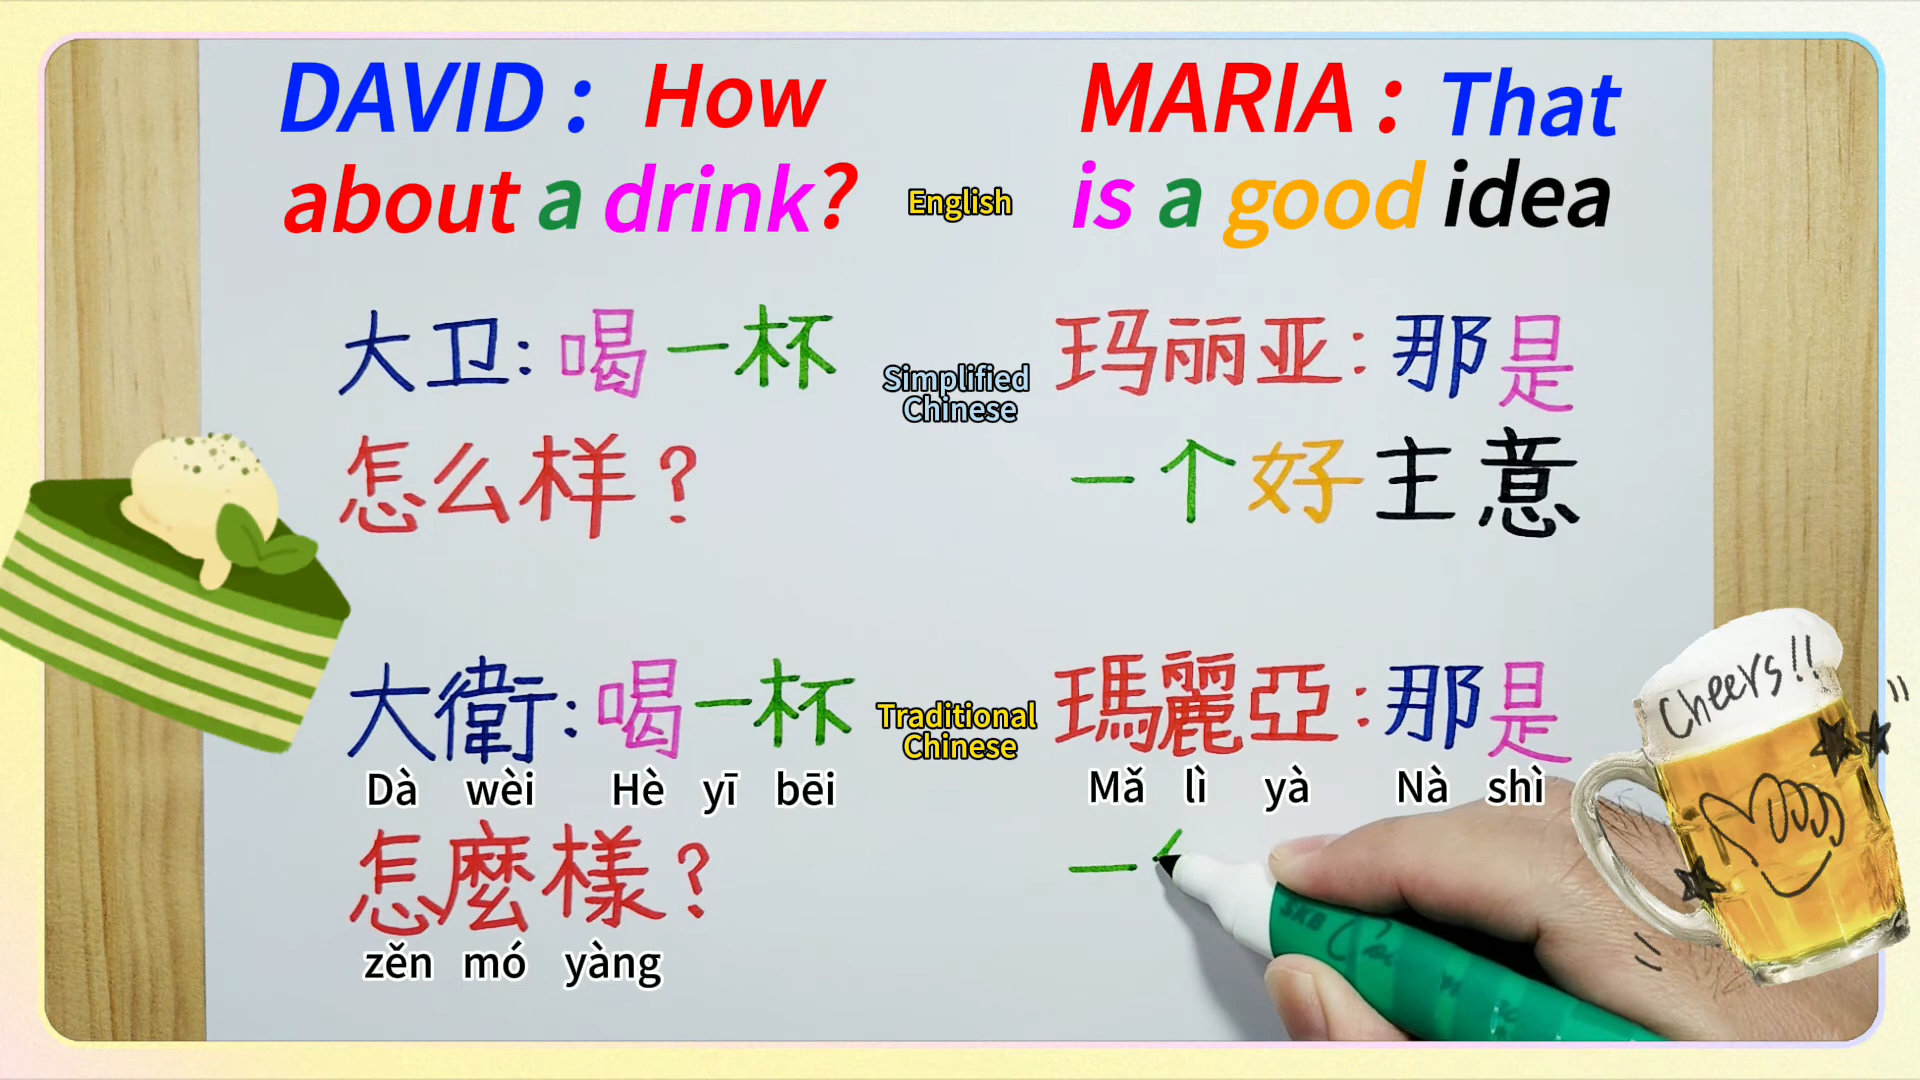 DAVID : How
about a drink?
MARIA : That
is a good idea
English
大卫: 喝一杯
怎么样?
Simplified
Chinese
玛丽亚: 那是
一个好主意
大衛: 喝一杯
Dà wèi Hè yī bēi
怎麼樣?
zěn mó yàng
Traditional
Chinese
瑪麗亞: 那是
Mǎ lì yà Nà shì
一
Cheers!!